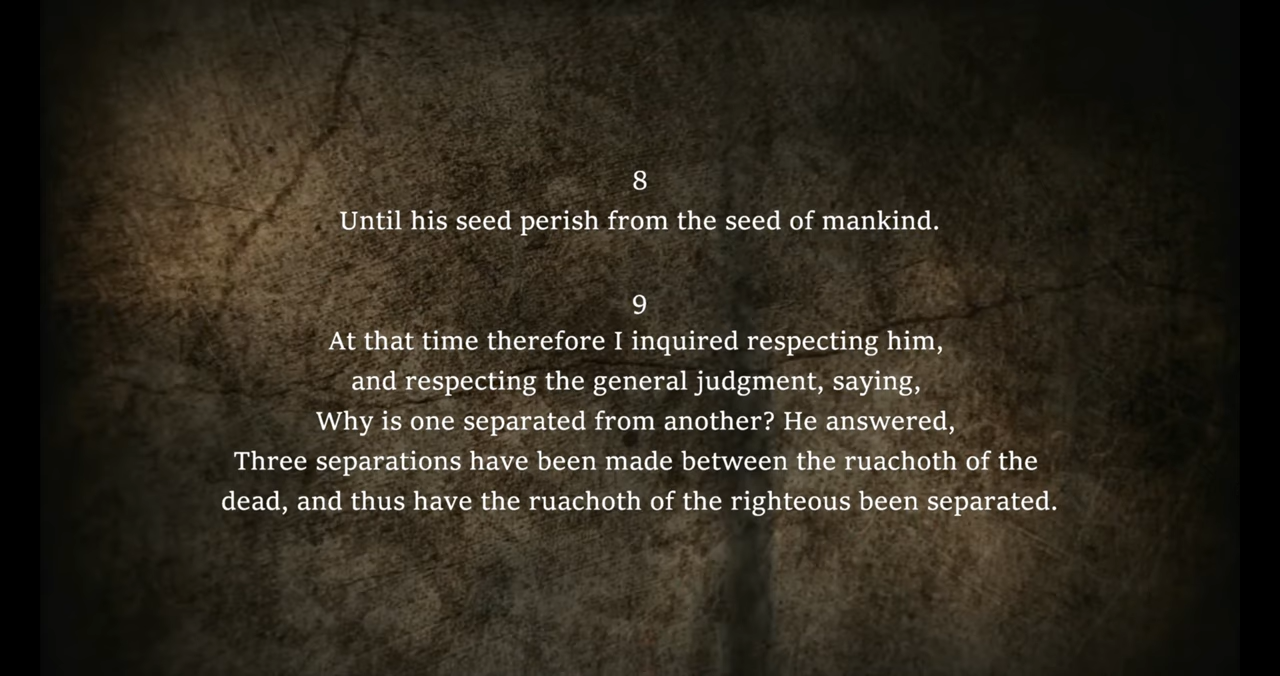 8
Until his seed perish from the seed of mankind.
9
At that time therefore I inquired respecting him,
and respecting the general judgment, saying,
Why is one separated from another? He answered,
Three separations have been made between the ruachoth of the
dead, and thus have the ruachoth of the righteous been separated.